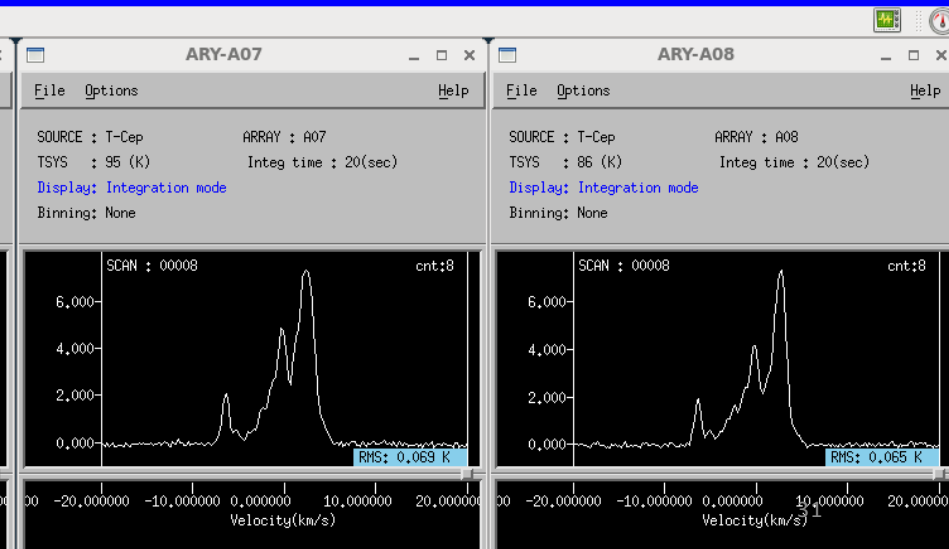 ARY-A07
File Options Help
SOURCE : T-Cep ARRAY : A07
TSYS : 95 (K) Integ time : 20(sec)
Display: Integration mode
Binning: None
SCAN : 00008 cnt:8
6.000
4.000
2.000
0.000
RMS: 0.069 K
00 -20.000000 -10.000000 0.000000 10.000000 20.000000
Velocity(km/s)
ARY-A08
File Options Help
SOURCE : T-Cep ARRAY : A08
TSYS : 86 (K) Integ time : 20(sec)
Display: Integration mode
Binning: None
SCAN : 00008 cnt:8
6.000
4.000
2.000
0.000
RMS: 0.065 K
00 -20.000000 -10.000000 0.000000 10.000000 20.00000
Velocity(km/s)
31